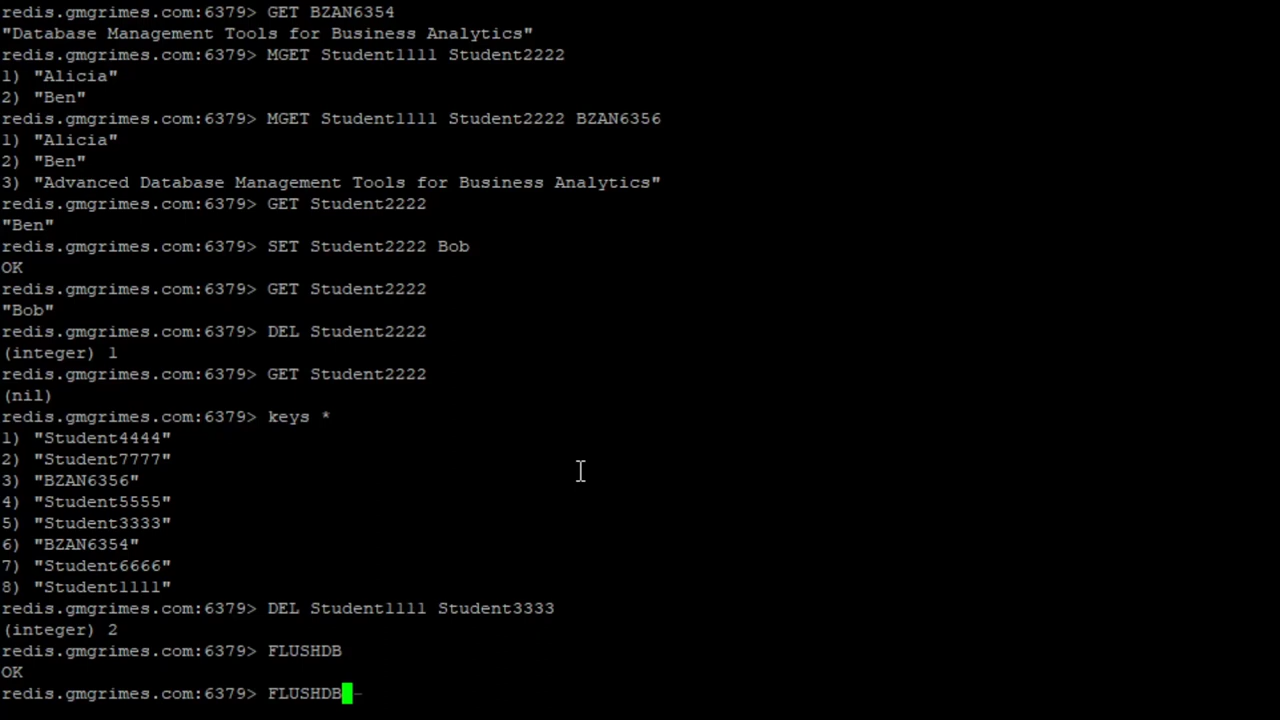 redis.gmgrimes.com:6379> GET BZAN6354
"Database Management Tools for Business Analytics"
redis.gmgrimes.com:6379> MGET Student1111 Student2222
1) "Alicia"
2) "Ben"
redis.gmgrimes.com:6379> MGET Student1111 Student2222 BZAN6356
1) "Alicia"
2) "Ben"
3) "Advanced Database Management Tools for Business Analytics"
redis.gmgrimes.com:6379> GET Student2222
"Ben"
redis.gmgrimes.com:6379> SET Student2222 Bob
OK
redis.gmgrimes.com:6379> GET Student2222
"Bob"
redis.gmgrimes.com:6379> DEL Student2222
(integer) 1
redis.gmgrimes.com:6379> GET Student2222
(nil)
redis.gmgrimes.com:6379> keys *
1) "Student4444"
2) "Student7777"
3) "BZAN6356"
4) "Student5555"
5) "Student3333"
6) "BZAN6354"
7) "Student6666"
8) "Student1111"
redis.gmgrimes.com:6379> DEL Student1111 Student3333
(integer) 2
redis.gmgrimes.com:6379> FLUSHDB
OK
redis.gmgrimes.com:6379> FLUSHDB -